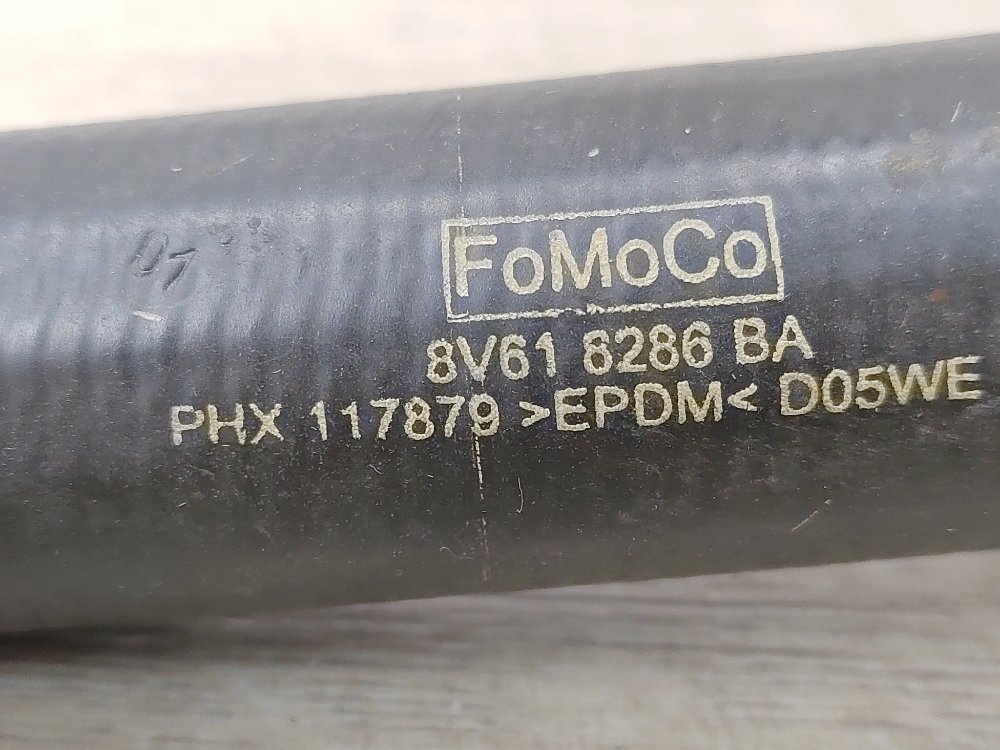 FoMoCo
8V61 8286 BA
PHX 117879 >EPDM< D05WE